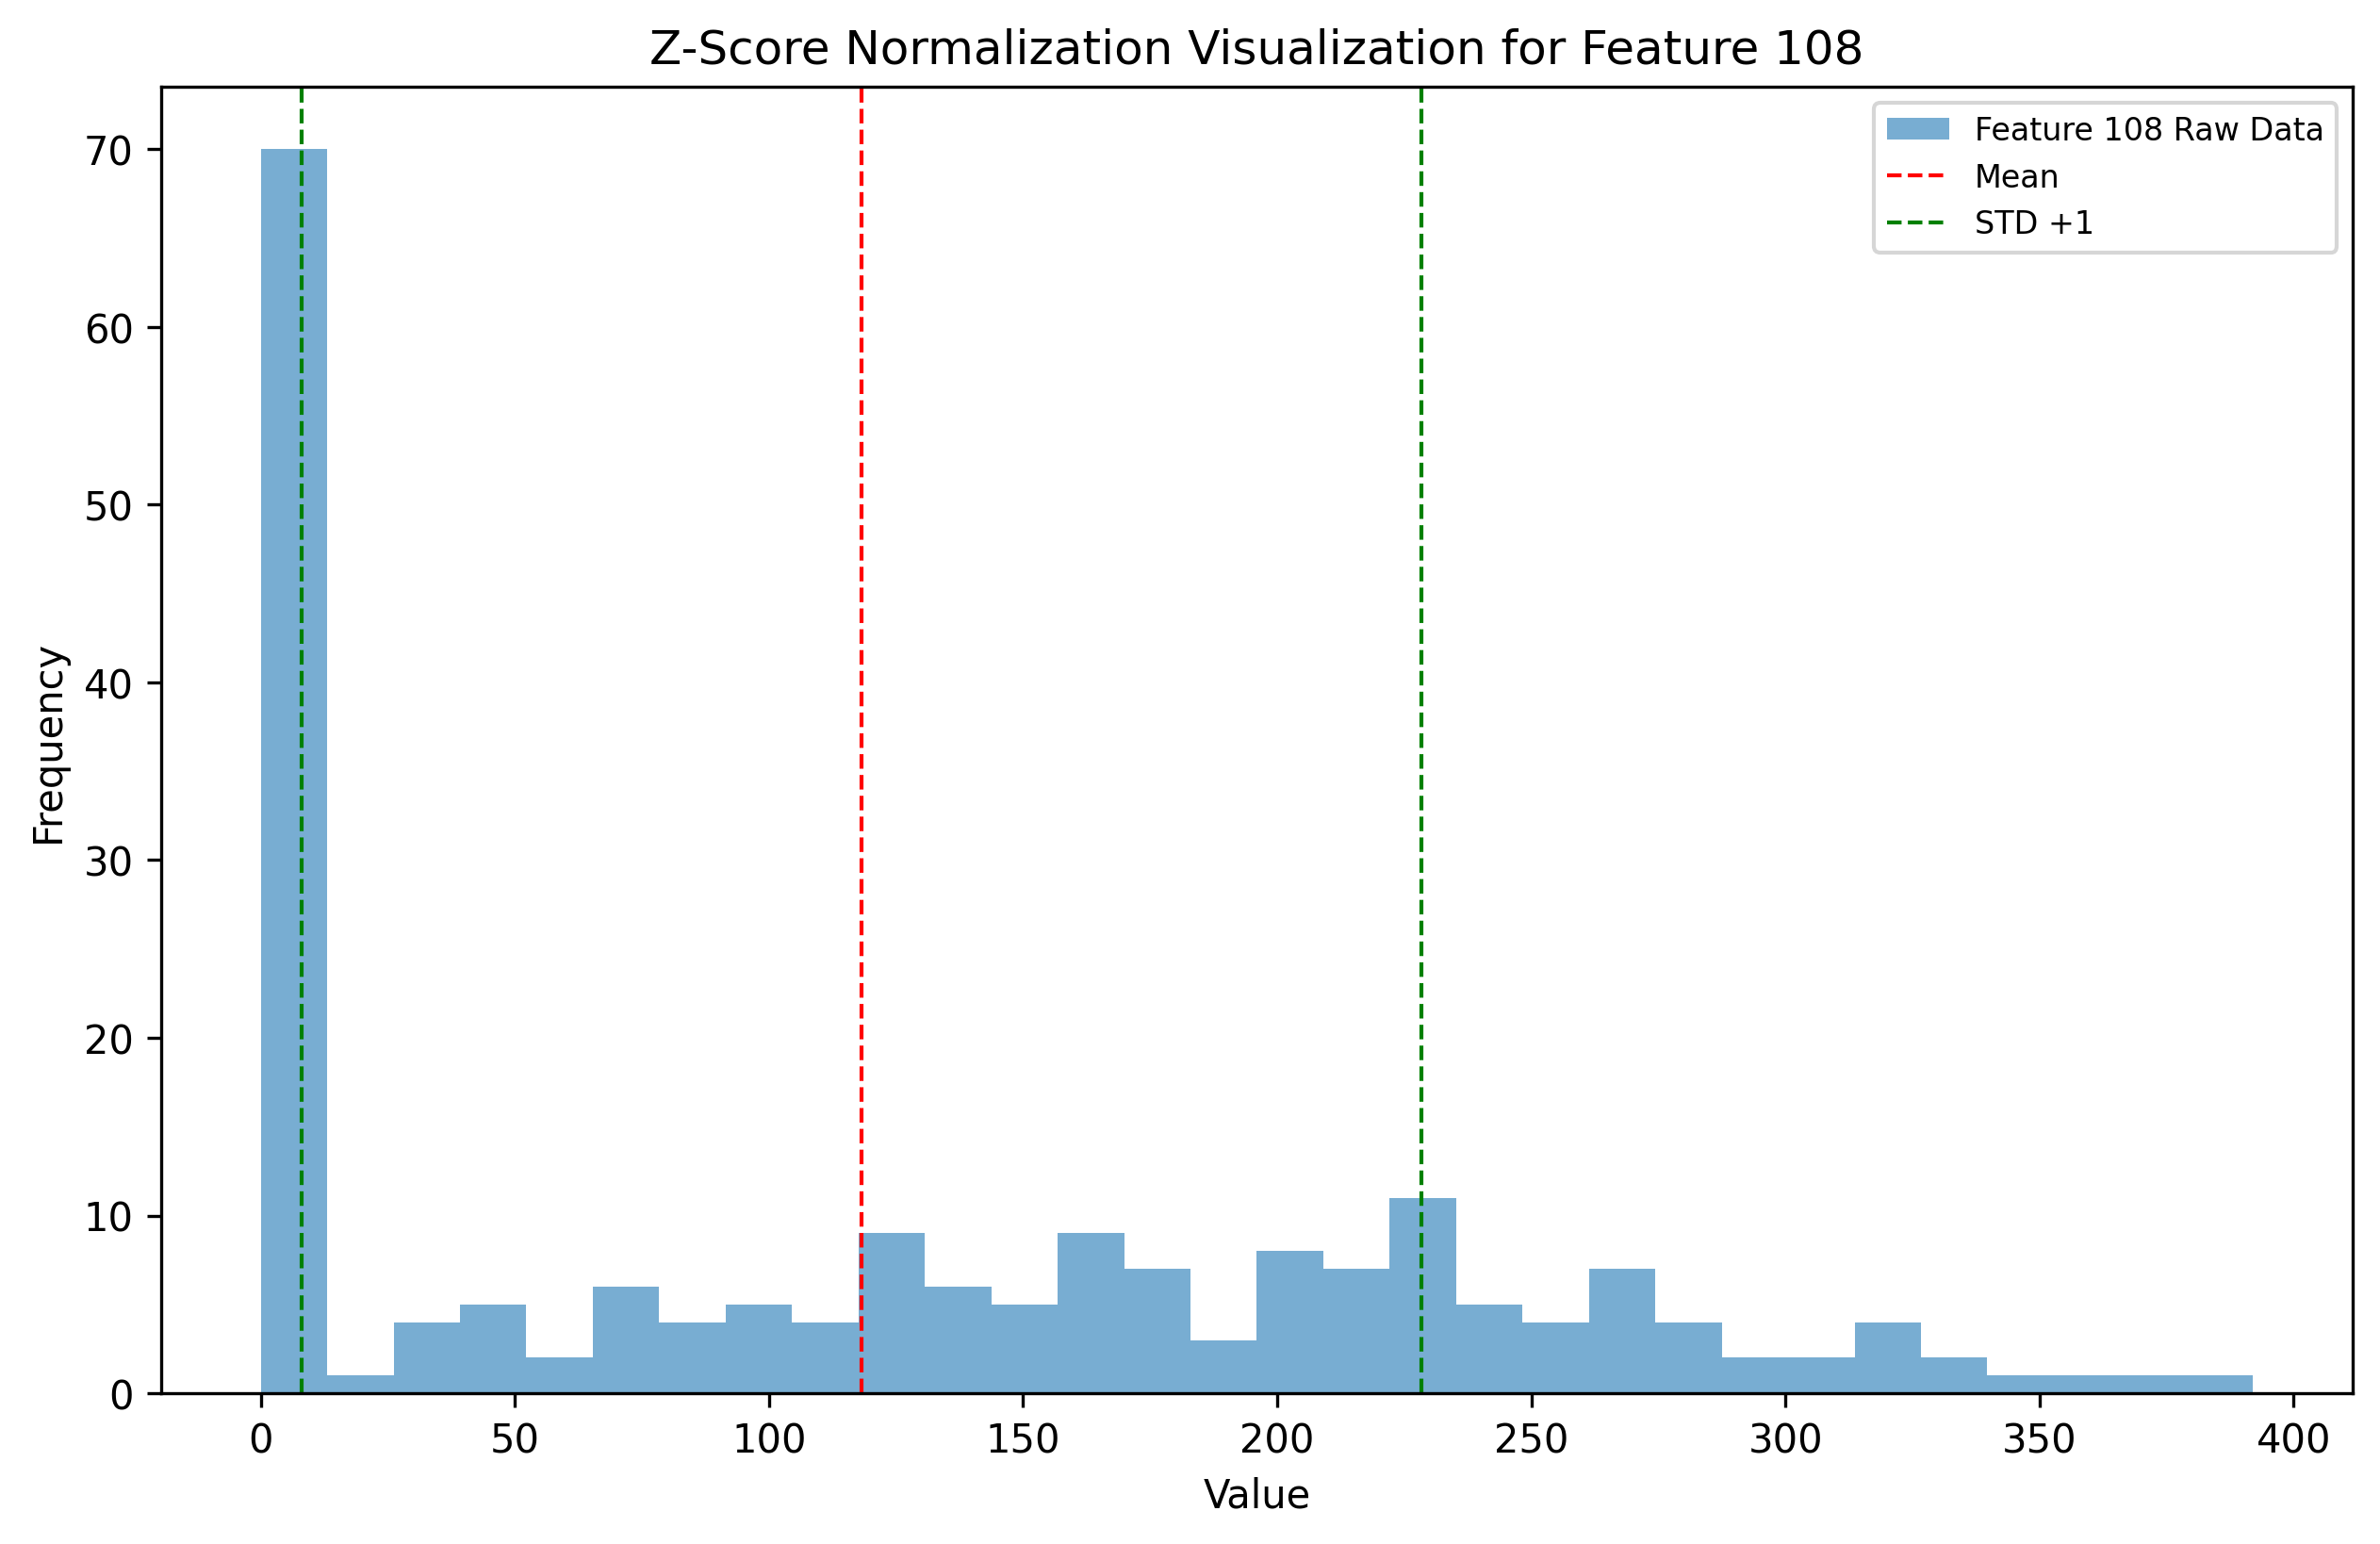 Z-Score Normalization Visualization for Feature 108
Feature 108 Raw Data
Mean
STD +1
70
60
50
40
30
20
10
0
Frequency
0 50 100 150 200 250 300 350 400
Value